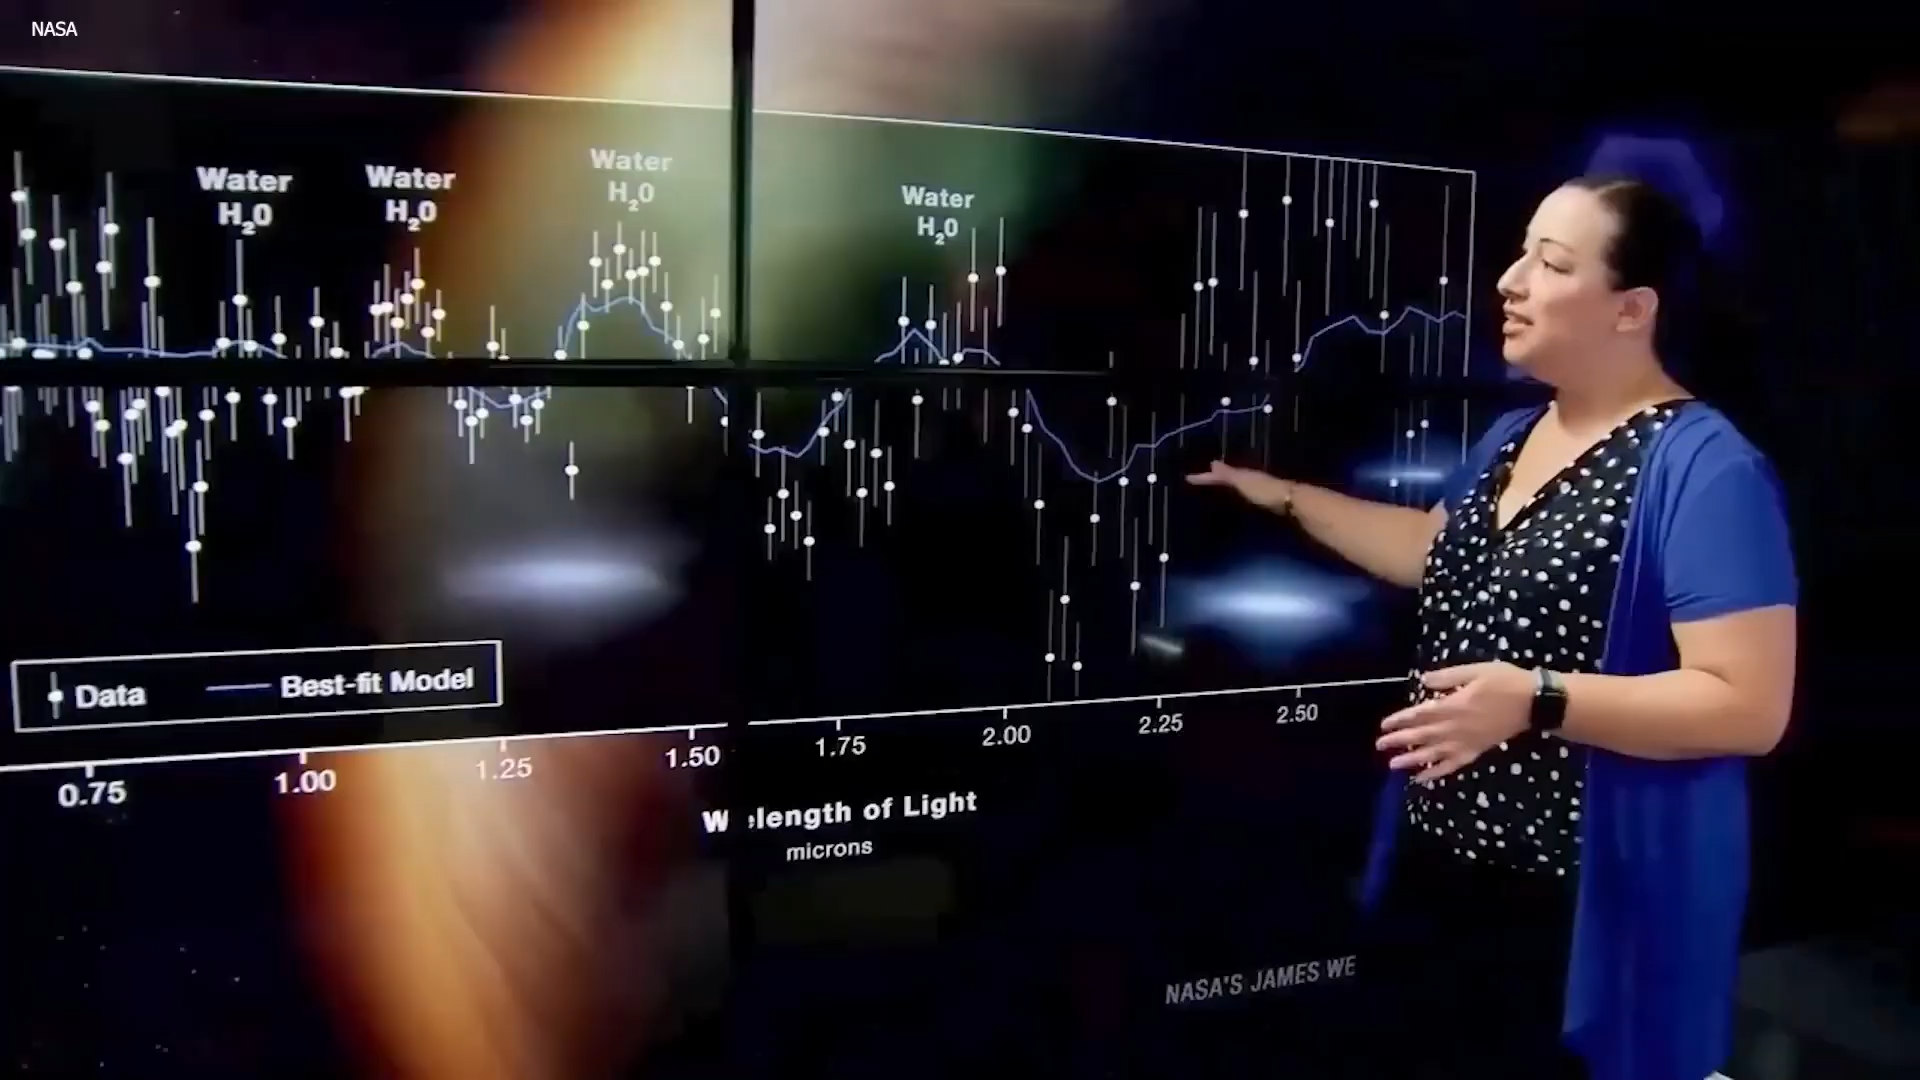 NASA
Water
H₂O
Water
H₂O
Water
H₂O
Water
H₂O
Data
Best-fit Model
0.75
1.00
1.25
1.50
1.75
2.00
2.25
2.50
W elength of Light
microns
NASA'S JAMES WE